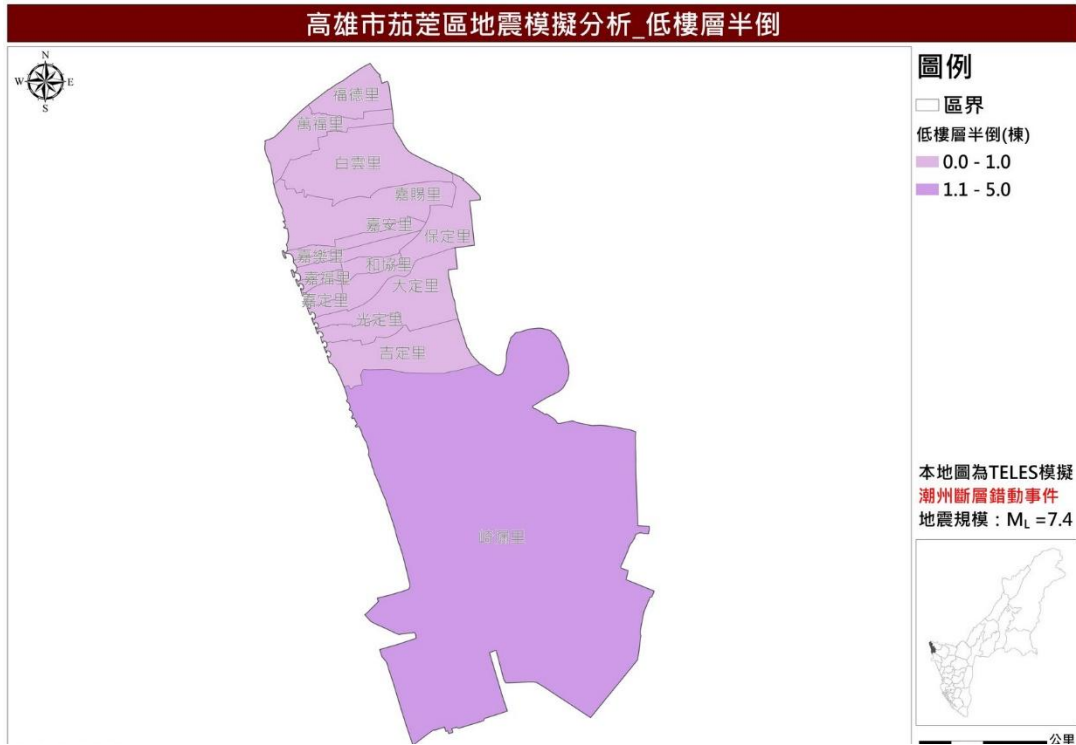 高雄市茄萣區地震模擬分析_低樓層半倒
N
W
E
S
福德里
萬福里
白雲里
嘉賜里
嘉安里
保定里
嘉樂里
和協里
嘉福里
大定里
嘉定里
光定里
吉定里
圖例
區界
低樓層半倒(棟)
0.0 - 1.0
1.1 - 5.0
本地圖為TELES模擬
潮州斷層錯動事件
地震規模：ML =7.4
公里